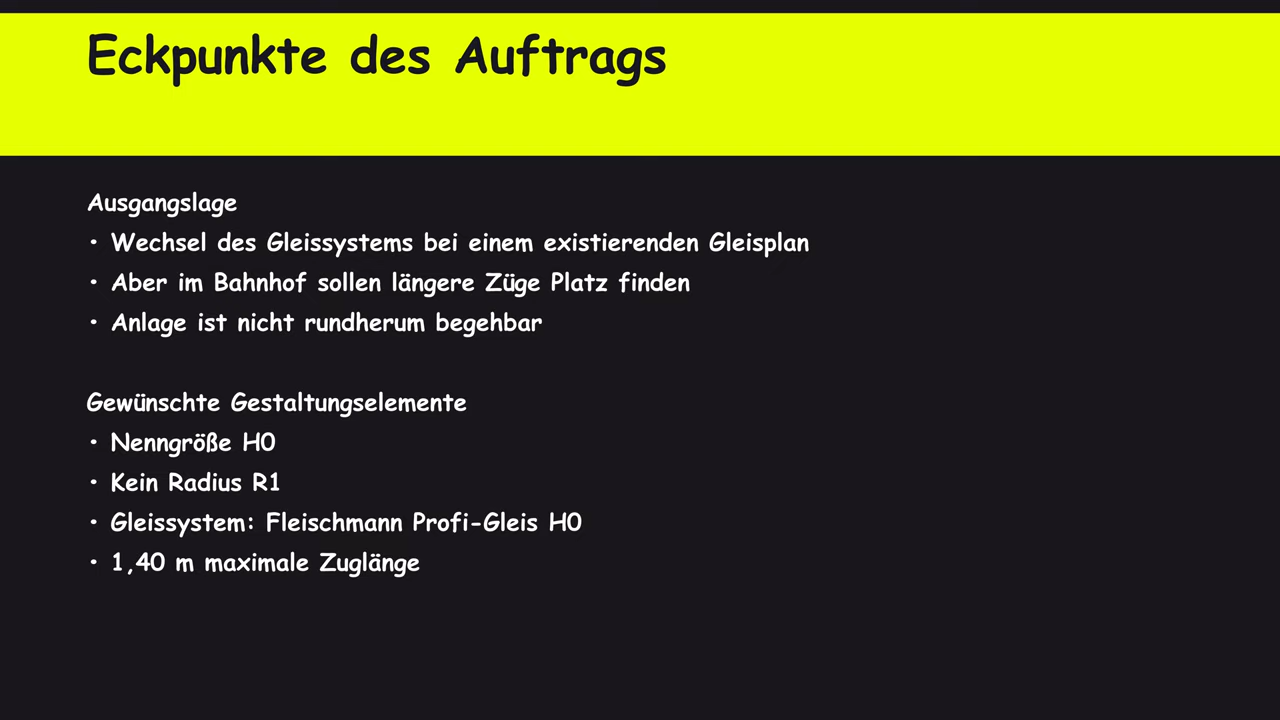 Eckpunkte des Auftrags
Ausgangslage
• Wechsel des Gleissystems bei einem existierenden Gleisplan
• Aber im Bahnhof sollen längere Züge Platz finden
• Anlage ist nicht rundherum begehbar
Gewünschte Gestaltungselemente
• Nenngröße H0
• Kein Radius R1
• Gleissystem: Fleischmann Profi-Gleis H0
• 1,40 m maximale Zuglänge